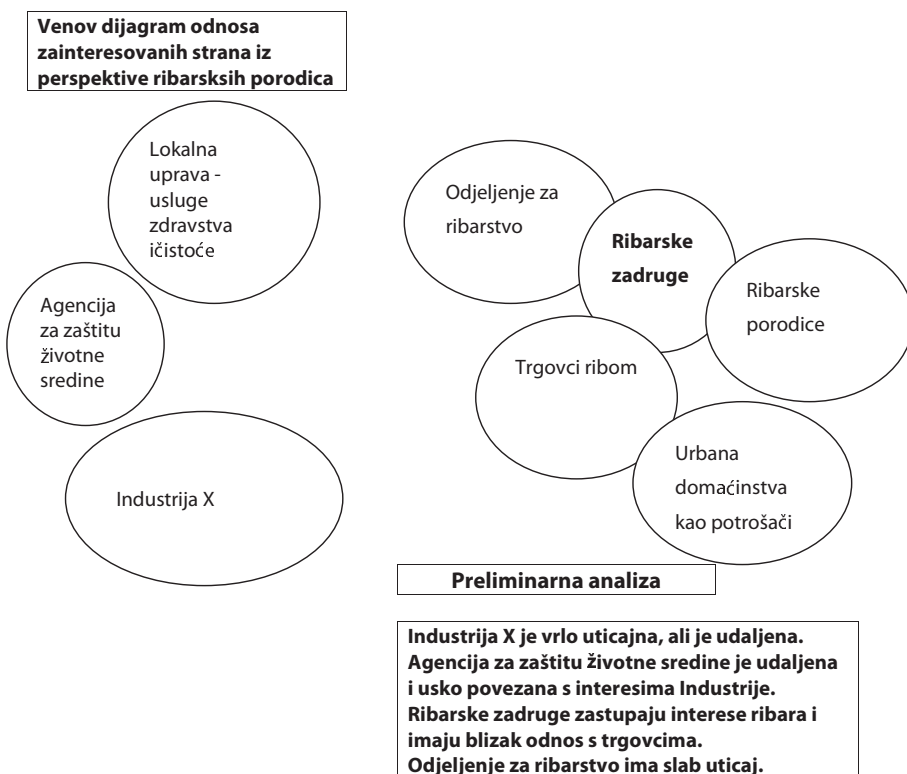 Venov dijagram odnosa
zainteresovanih strana iz
perspektive ribarsksih porodica
Lokalna
uprava -
usluge
zdravstva
ičistoće
Agencija
za zaštitu
životne
sredine
Industrija X
Odjeljenje za
ribarstvo
Ribarske
zadruge
Ribarske
porodice
Trgovci ribom
Urbana
domaćinstva
kao potrošači
Preliminarna analiza
Industrija X je vrlo uticajna, ali je udaljena.
Agencija za zaštitu životne sredine je udaljena
i usko povezana s interesima Industrije.
Ribarske zadruge zastupaju interese ribara i
imaju blizak odnos s trgovcima.
Odjeljenje za ribarstvo ima slab uticaj.